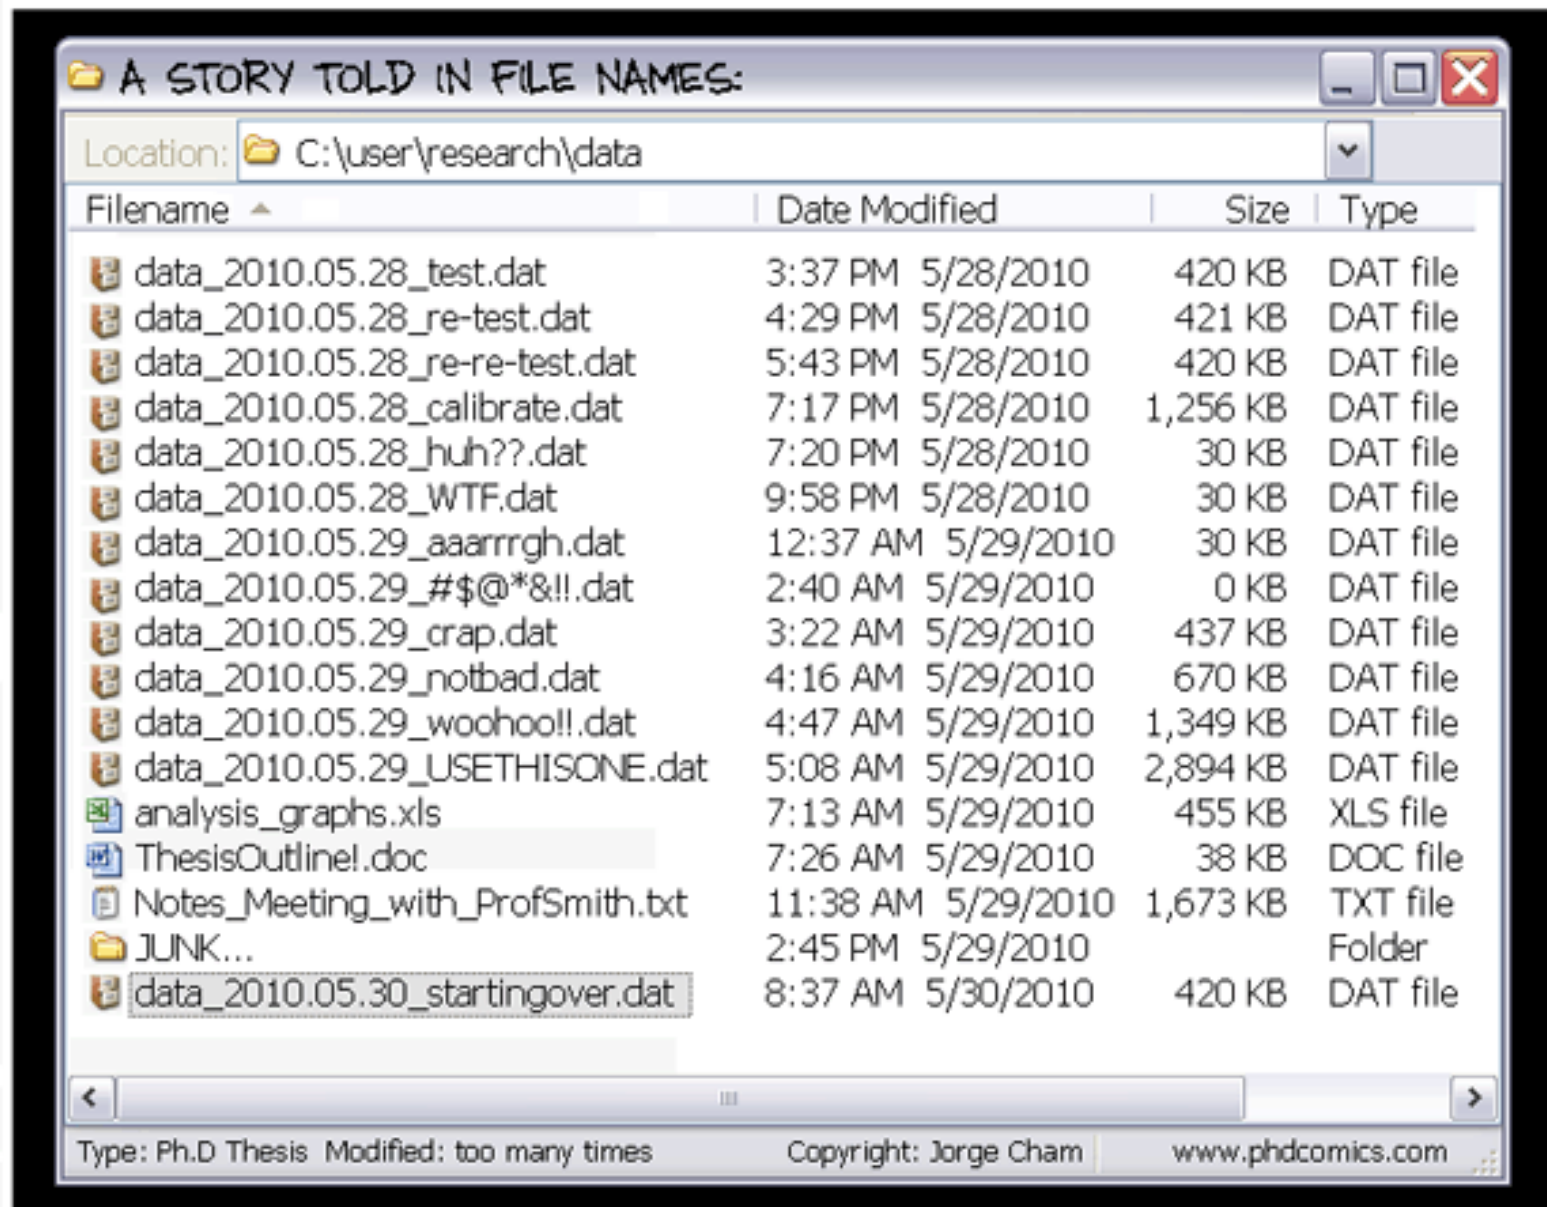 A STORY TOLD IN FILE NAMES:
Location: C:\user\research\data
Filename Date Modified Size Type
data_2010.05.28_test.dat 3:37 PM 5/28/2010 420 KB DAT file
data_2010.05.28_re-test.dat 4:29 PM 5/28/2010 421 KB DAT file
data_2010.05.28_re-re-test.dat 5:43 PM 5/28/2010 420 KB DAT file
data_2010.05.28_calibrate.dat 7:17 PM 5/28/2010 1,256 KB DAT file
data_2010.05.28_huh??.dat 7:20 PM 5/28/2010 30 KB DAT file
data_2010.05.28_WTF.dat 9:58 PM 5/28/2010 30 KB DAT file
data_2010.05.29_aaarrrgh.dat 12:37 AM 5/29/2010 30 KB DAT file
data_2010.05.29_#$@*&!!.dat 2:40 AM 5/29/2010 0 KB DAT file
data_2010.05.29_crap.dat 3:22 AM 5/29/2010 437 KB DAT file
data_2010.05.29_notbad.dat 4:16 AM 5/29/2010 670 KB DAT file
data_2010.05.29_woohoo!!.dat 4:47 AM 5/29/2010 1,349 KB DAT file
data_2010.05.29_USETHISONE.dat 5:08 AM 5/29/2010 2,894 KB DAT file
analysis_graphs.xls 7:13 AM 5/29/2010 455 KB XLS file
ThesisOutline!.doc 7:26 AM 5/29/2010 38 KB DOC file
Notes_Meeting_with_ProfSmith.txt 11:38 AM 5/29/2010 1,673 KB TXT file
JUNK... 2:45 PM 5/29/2010 Folder
data_2010.05.30_startingover.dat 8:37 AM 5/30/2010 420 KB DAT file
Type: Ph.D Thesis Modified: too many times Copyright: Jorge Cham www.phdcomics.com